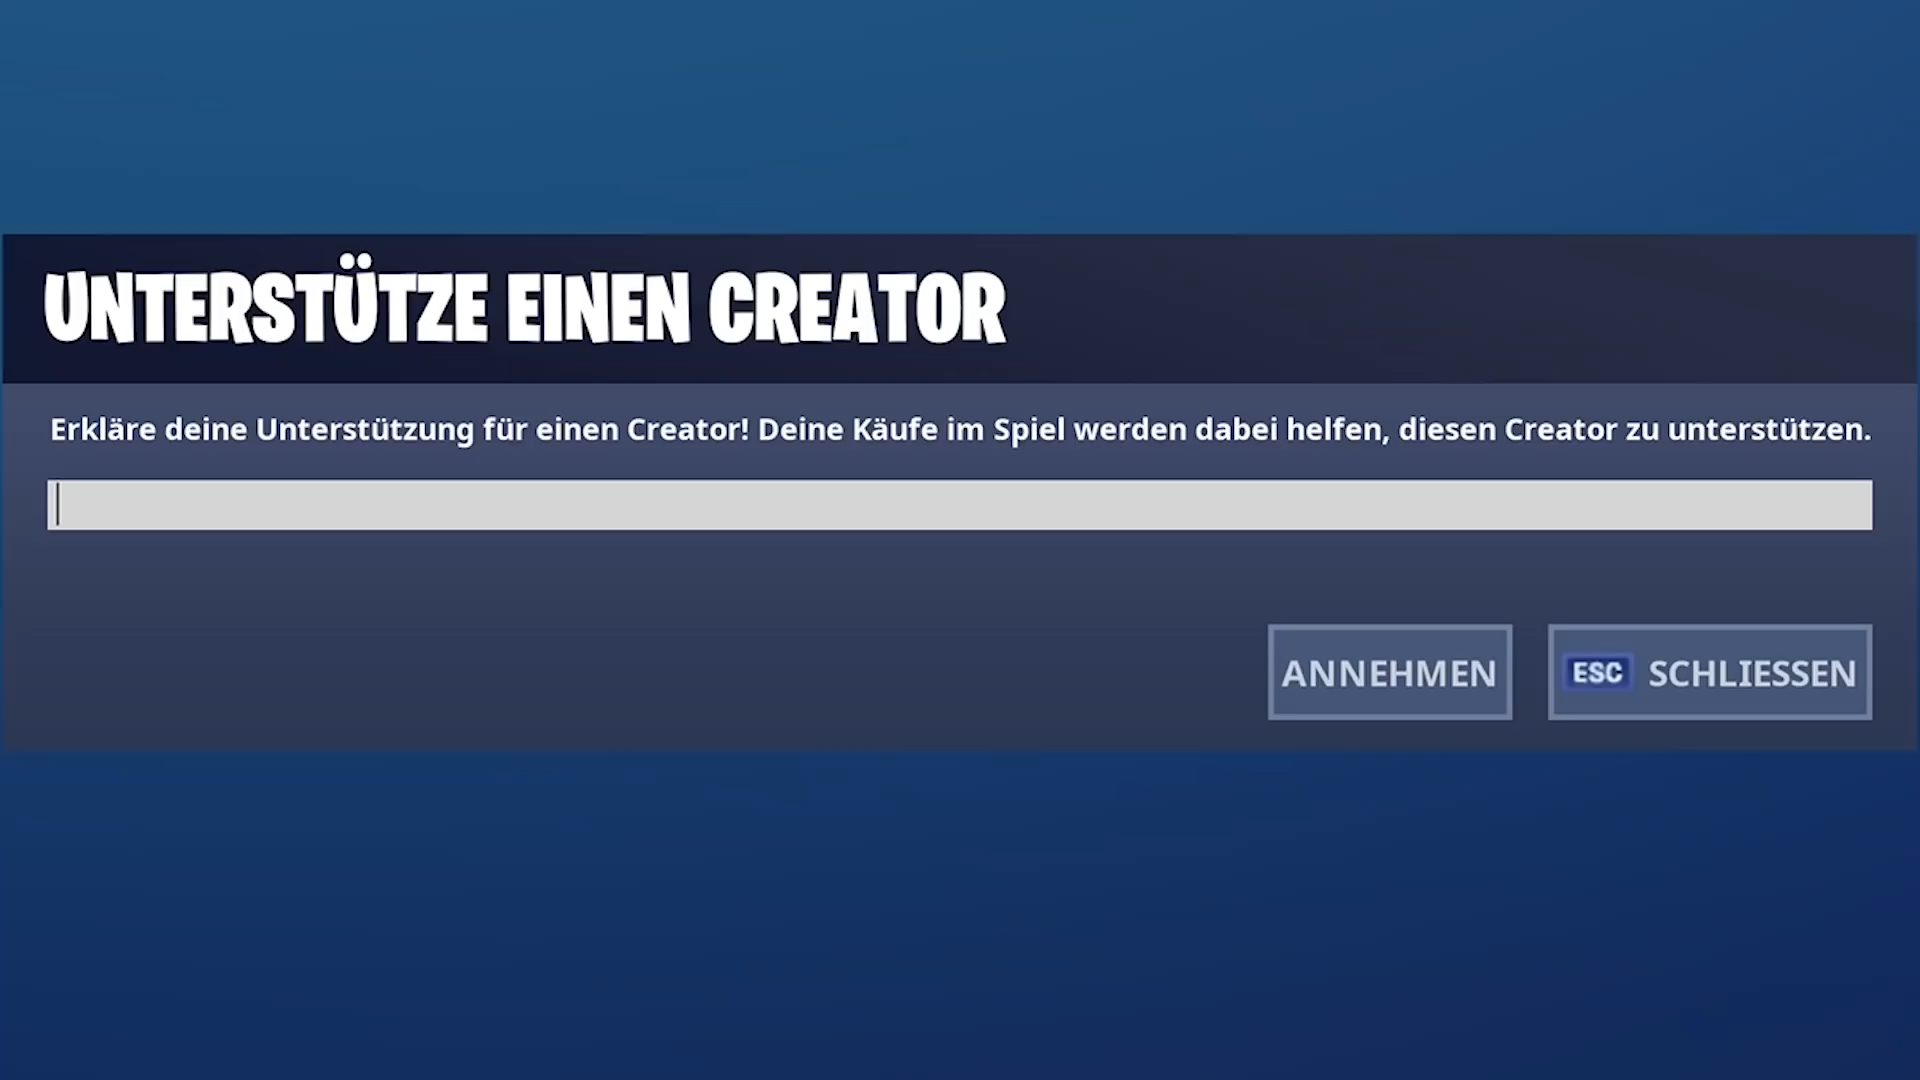 UNTERSTÜTZE EINEN CREATOR
Erkläre deine Unterstützung für einen Creator! Deine Käufe im Spiel werden dabei helfen, diesen Creator zu unterstützen.
ANNEHMEN
ESC SCHLIESSEN